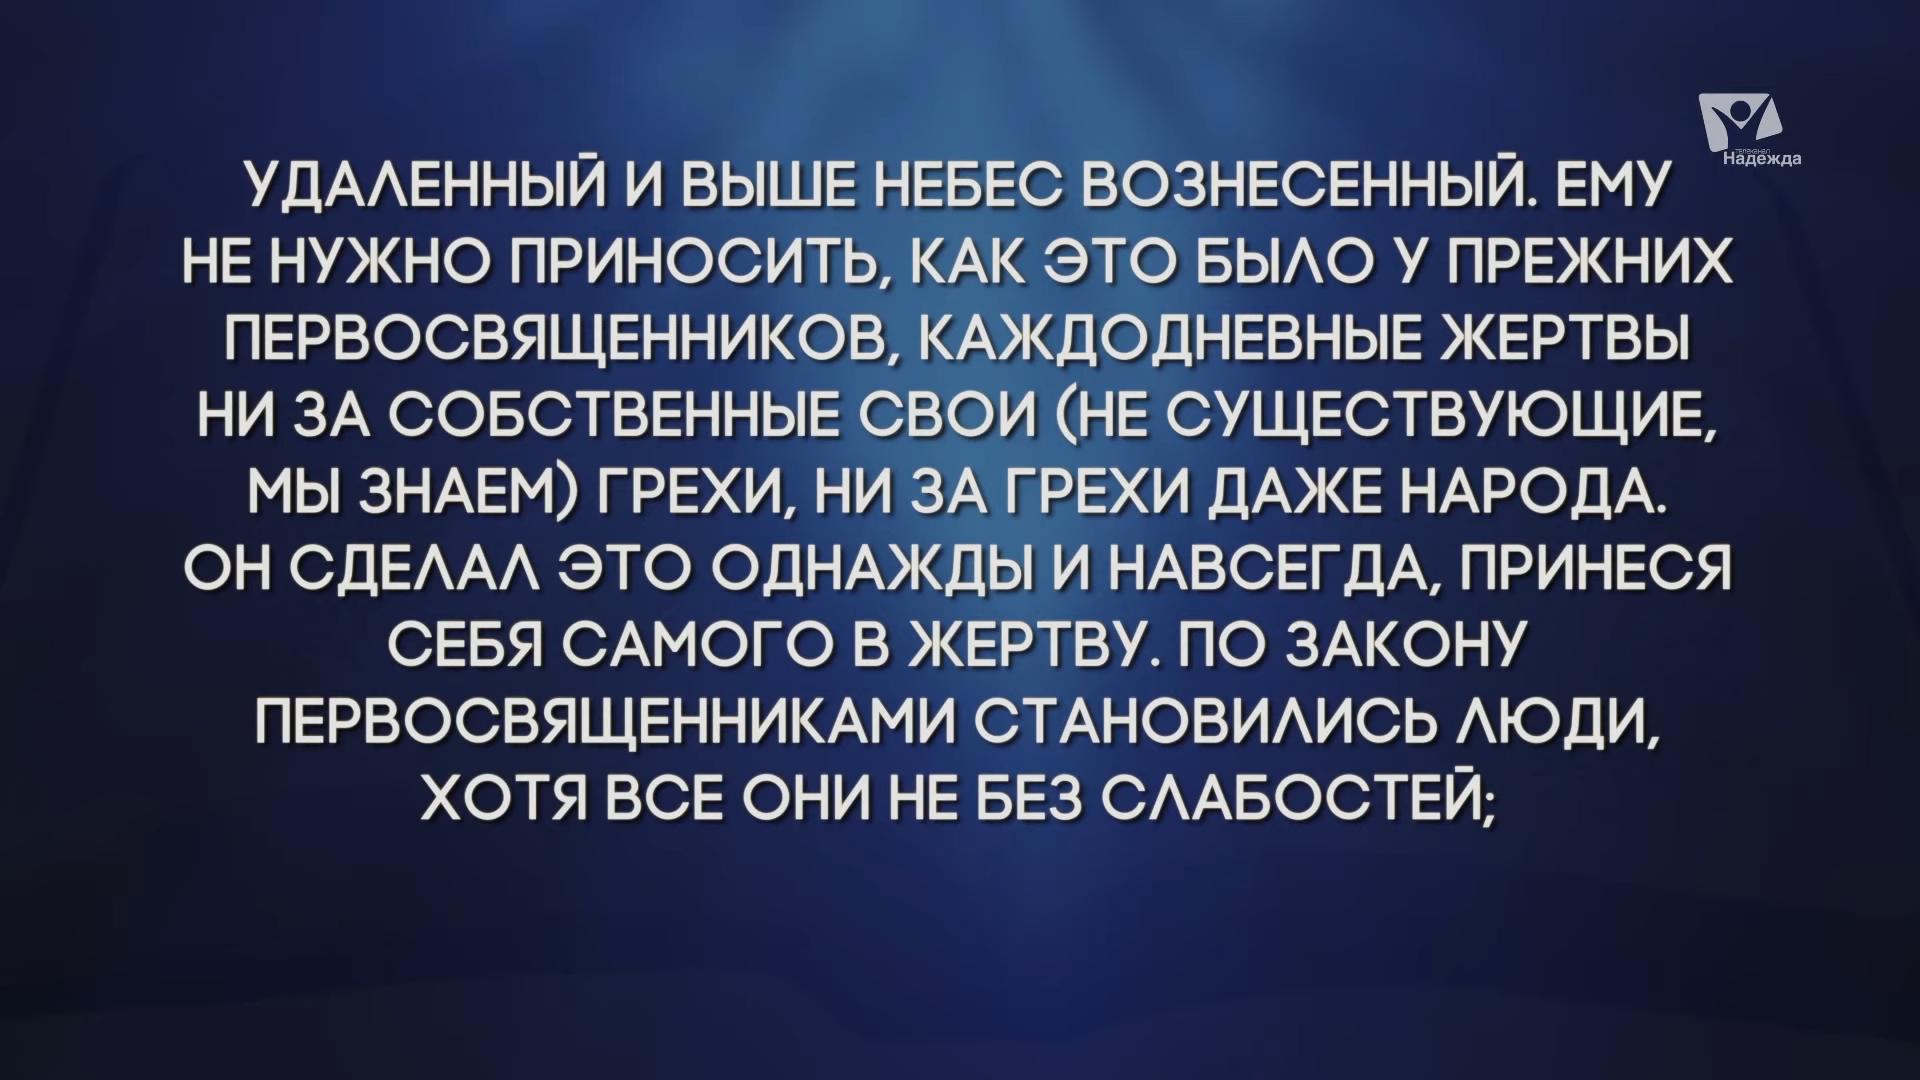 ТЕЛЕКАНАЛ
Надежда
УДАЛЕННЫЙ И ВЫШЕ НЕБЕС ВОЗНЕСЕННЫЙ. ЕМУ
НЕ НУЖНО ПРИНОСИТЬ, КАК ЭТО БЫЛО У ПРЕЖНИХ
ПЕРВОСВЯЩЕННИКОВ, КАЖДОДНЕВНЫЕ ЖЕРТВЫ
НИ ЗА СОБСТВЕННЫЕ СВОИ (НЕ СУЩЕСТВУЮЩИЕ,
МЫ ЗНАЕМ) ГРЕХИ, НИ ЗА ГРЕХИ ДАЖЕ НАРОДА.
ОН СДЕЛАЛ ЭТО ОДНАЖДЫ И НАВСЕГДА, ПРИНЕСЯ
СЕБЯ САМОГО В ЖЕРТВУ. ПО ЗАКОНУ
ПЕРВОСВЯЩЕННИКАМИ СТАНОВИЛИСЬ ЛЮДИ,
ХОТЯ ВСЕ ОНИ НЕ БЕЗ СЛАБОСТЕЙ;